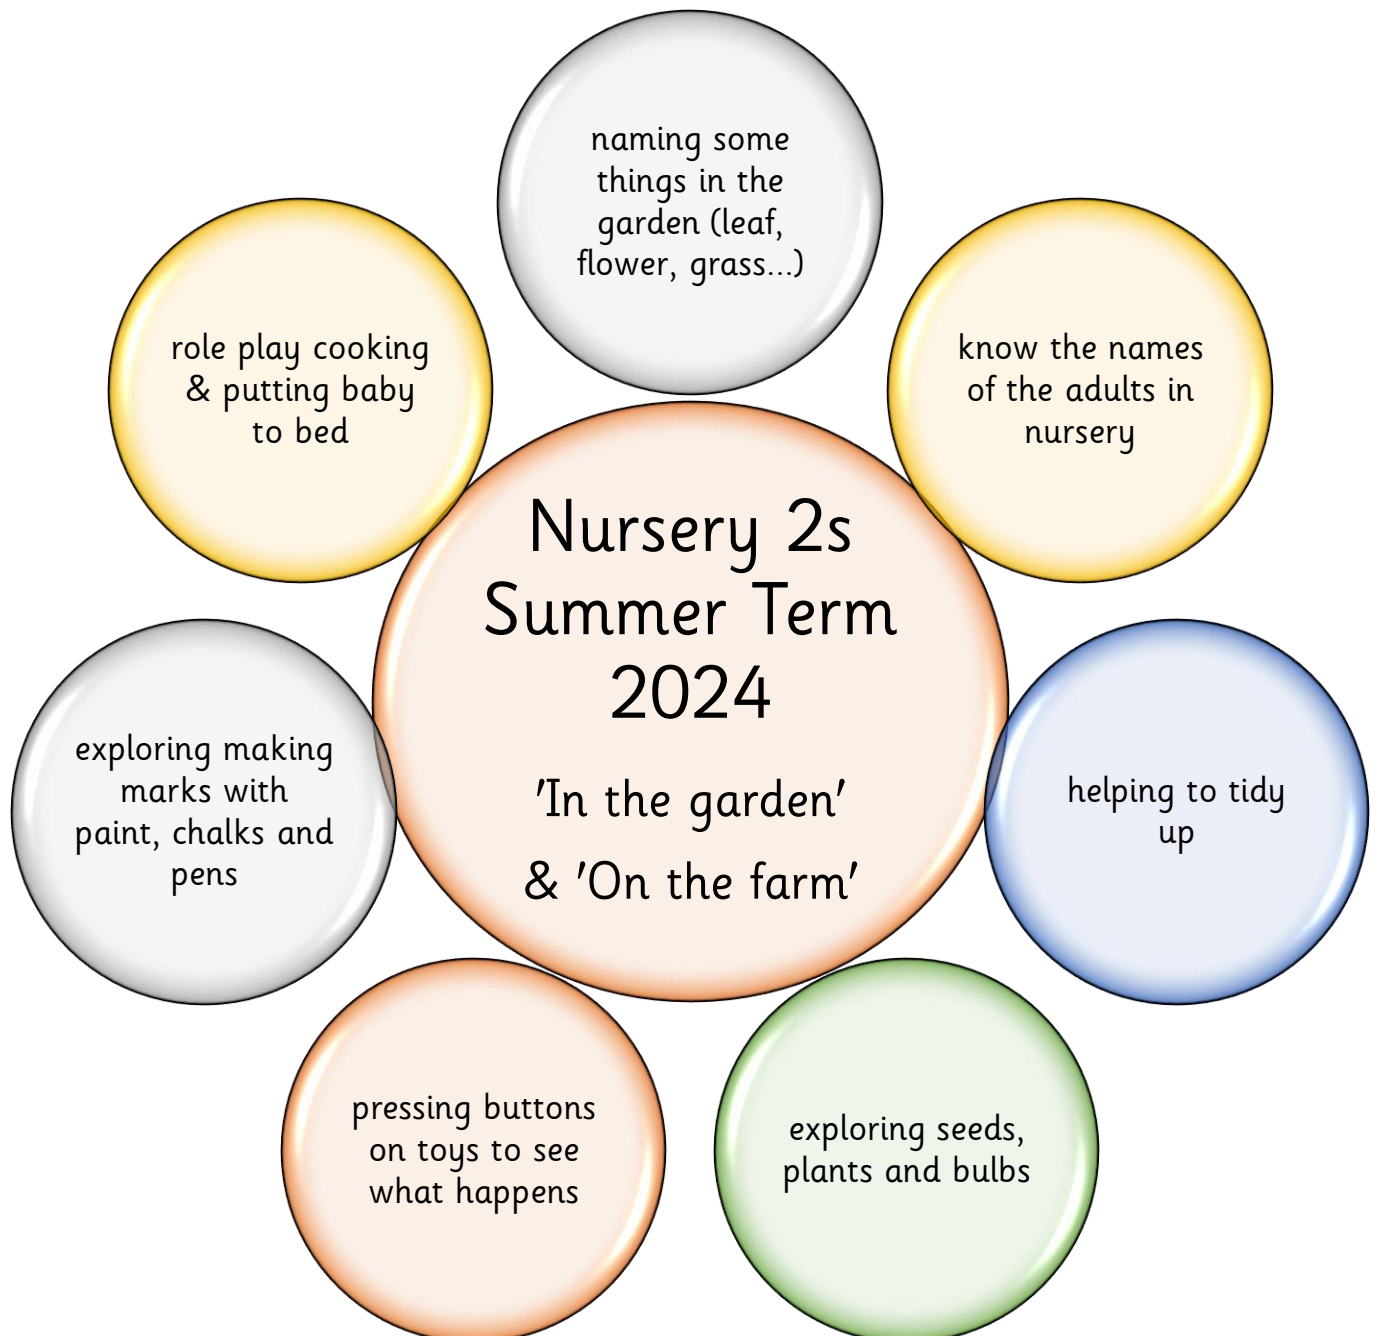 naming some
things in the
garden (leaf,
flower, grass...)
know the names
of the adults in
nursery
helping to tidy
up
exploring seeds,
plants and bulbs
pressing buttons
on toys to see
what happens
exploring making
marks with
paint, chalks and
pens
role play cooking
& putting baby
to bed
Nursery 2s
Summer Term
2024
'In the garden'
& 'On the farm'